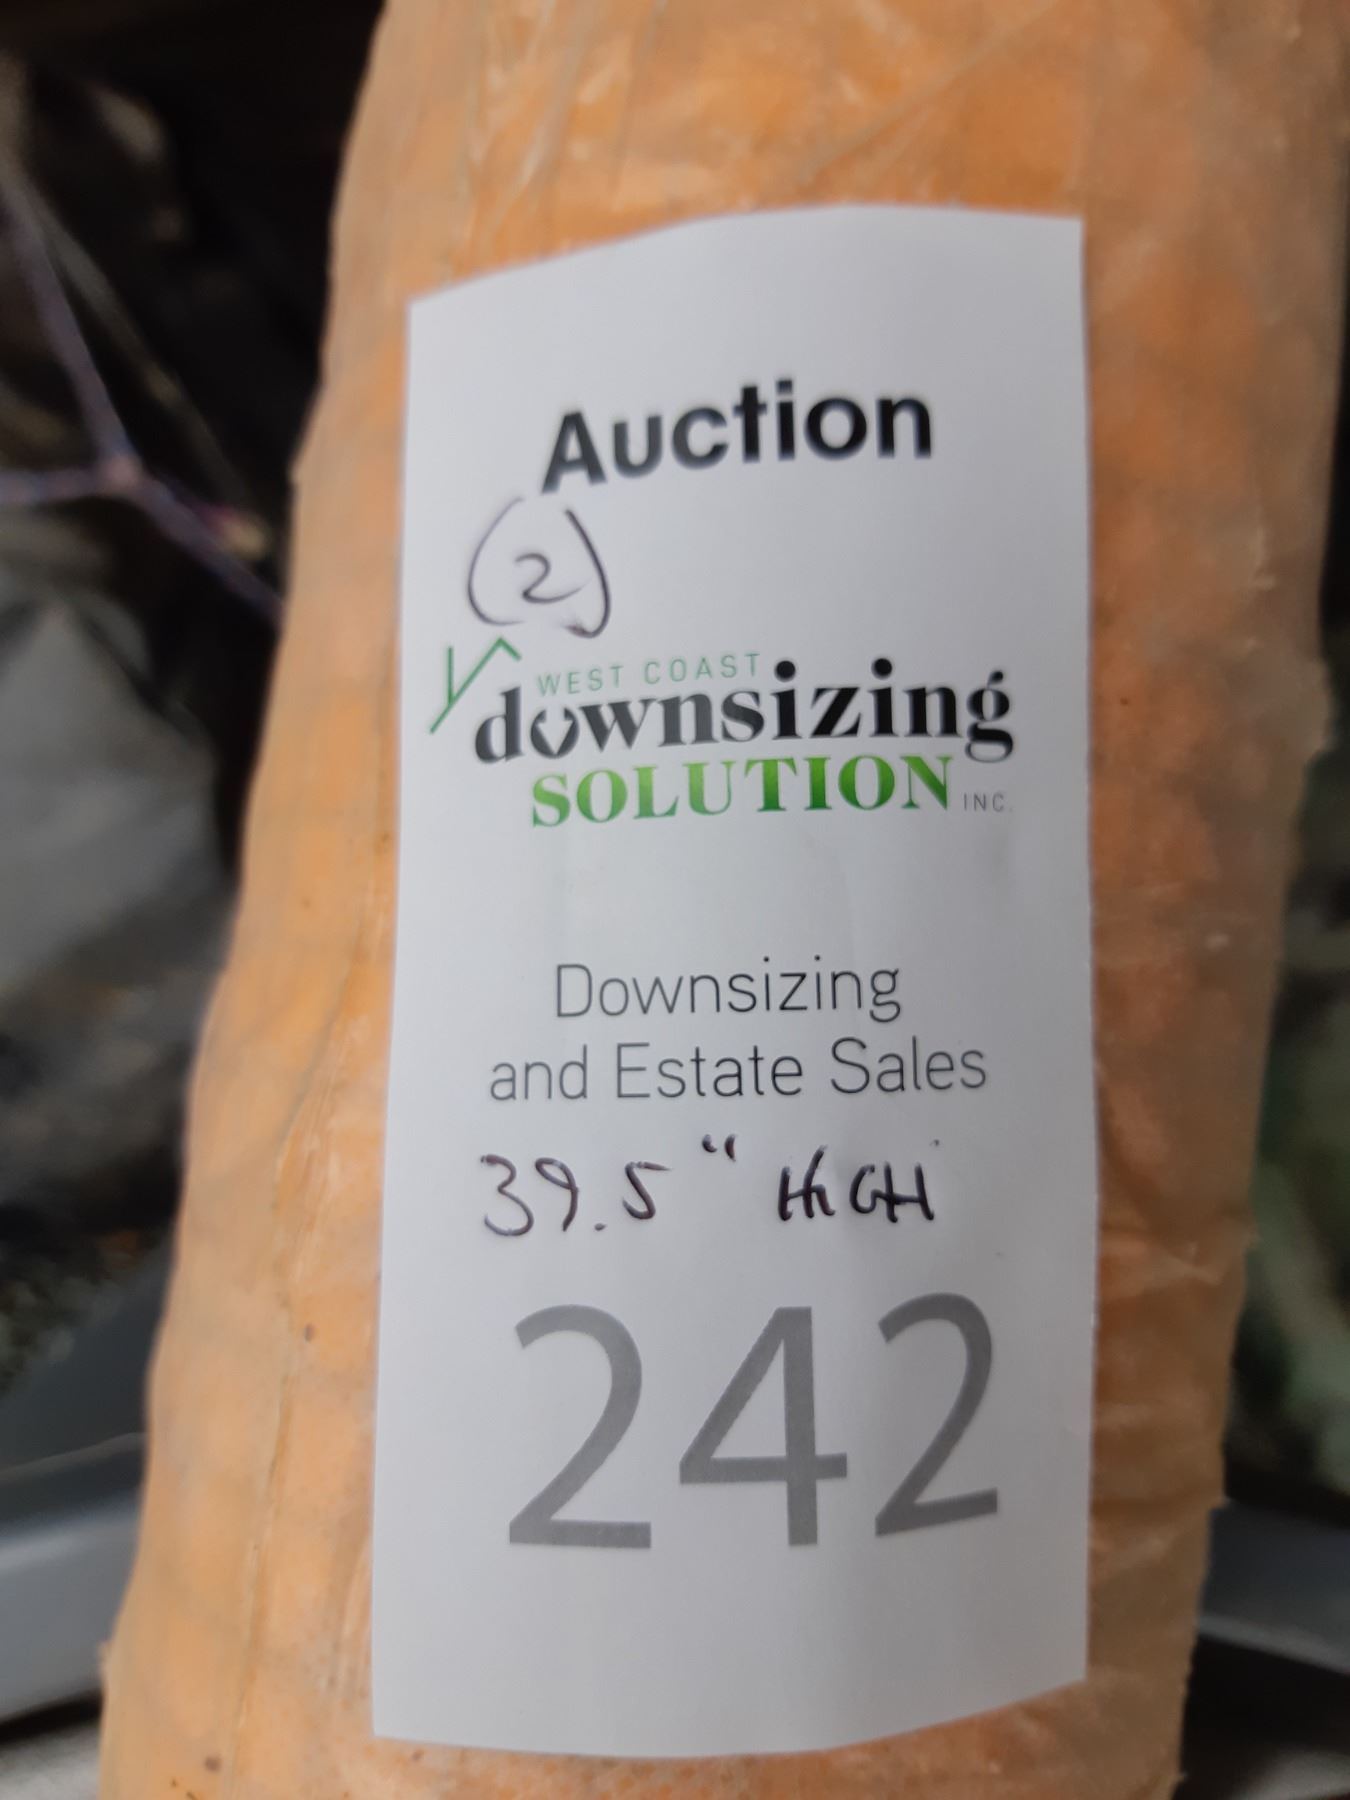 Auction
(2)
WEST COAST
downsizing
SOLUTION INC.
Downsizing
and Estate Sales
39.5" HIGH
242